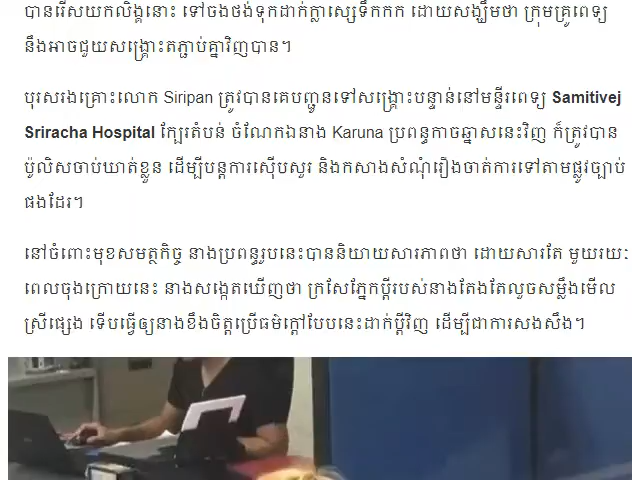 បានរើសយកលិង្គនោះ ទៅចងថង់ទុកដាក់ក្លាស្សេទឹកកក ដោយសង្ឃឹមថា ក្រុមគ្រូពេទ្យ
នឹងអាចជួយសង្គ្រោះតភ្ជាប់គ្នាវិញបាន។
បុរសរងគ្រោះលោក Siripan ត្រូវបានគេបញ្ជូនទៅសង្គ្រោះបន្ទាន់នៅមន្ទីរពេទ្យ Samitivej
Sriracha Hospital ក្បែរតំបន់ ចំណែកឯនាង Karuna ប្រពន្ធកាចឆ្នាសនេះវិញ ក៏ត្រូវបាន
ប៉ូលិសចាប់ឃាត់ខ្លួន ដើម្បីបន្តការស៊ើបសួរ និងកសាងសំណុំរឿងចាត់ការទៅតាមផ្លូវច្បាប់
ផងដែរ។
នៅចំពោះមុខសមត្ថកិច្ច នាងប្រពន្ធរូបនេះបាននិយាយសារភាពថា ដោយសារតែ មួយរយៈ
ពេលចុងក្រោយនេះ នាងសង្កេតឃើញថា ក្រសែភ្នែកប្ដីរបស់នាងតែងតែលួចសម្លឹងមើល
ស្រីផ្សេង ទើបធ្វើឲ្យនាងខឹងចិត្តប្រើធម៌ក្ដៅបែបនេះដាក់ប្ដីវិញ ដើម្បីជាការសងសឹង។